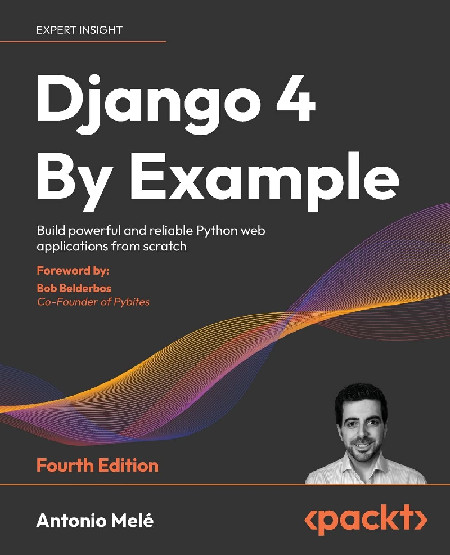 EXPERT INSIGHT
Django 4
By Example
Build powerful and reliable Python web
applications from scratch
Foreword by:
Bob Belderbos
Co-Founder of Pybites
Fourth Edition
Antonio Melé
<packt>